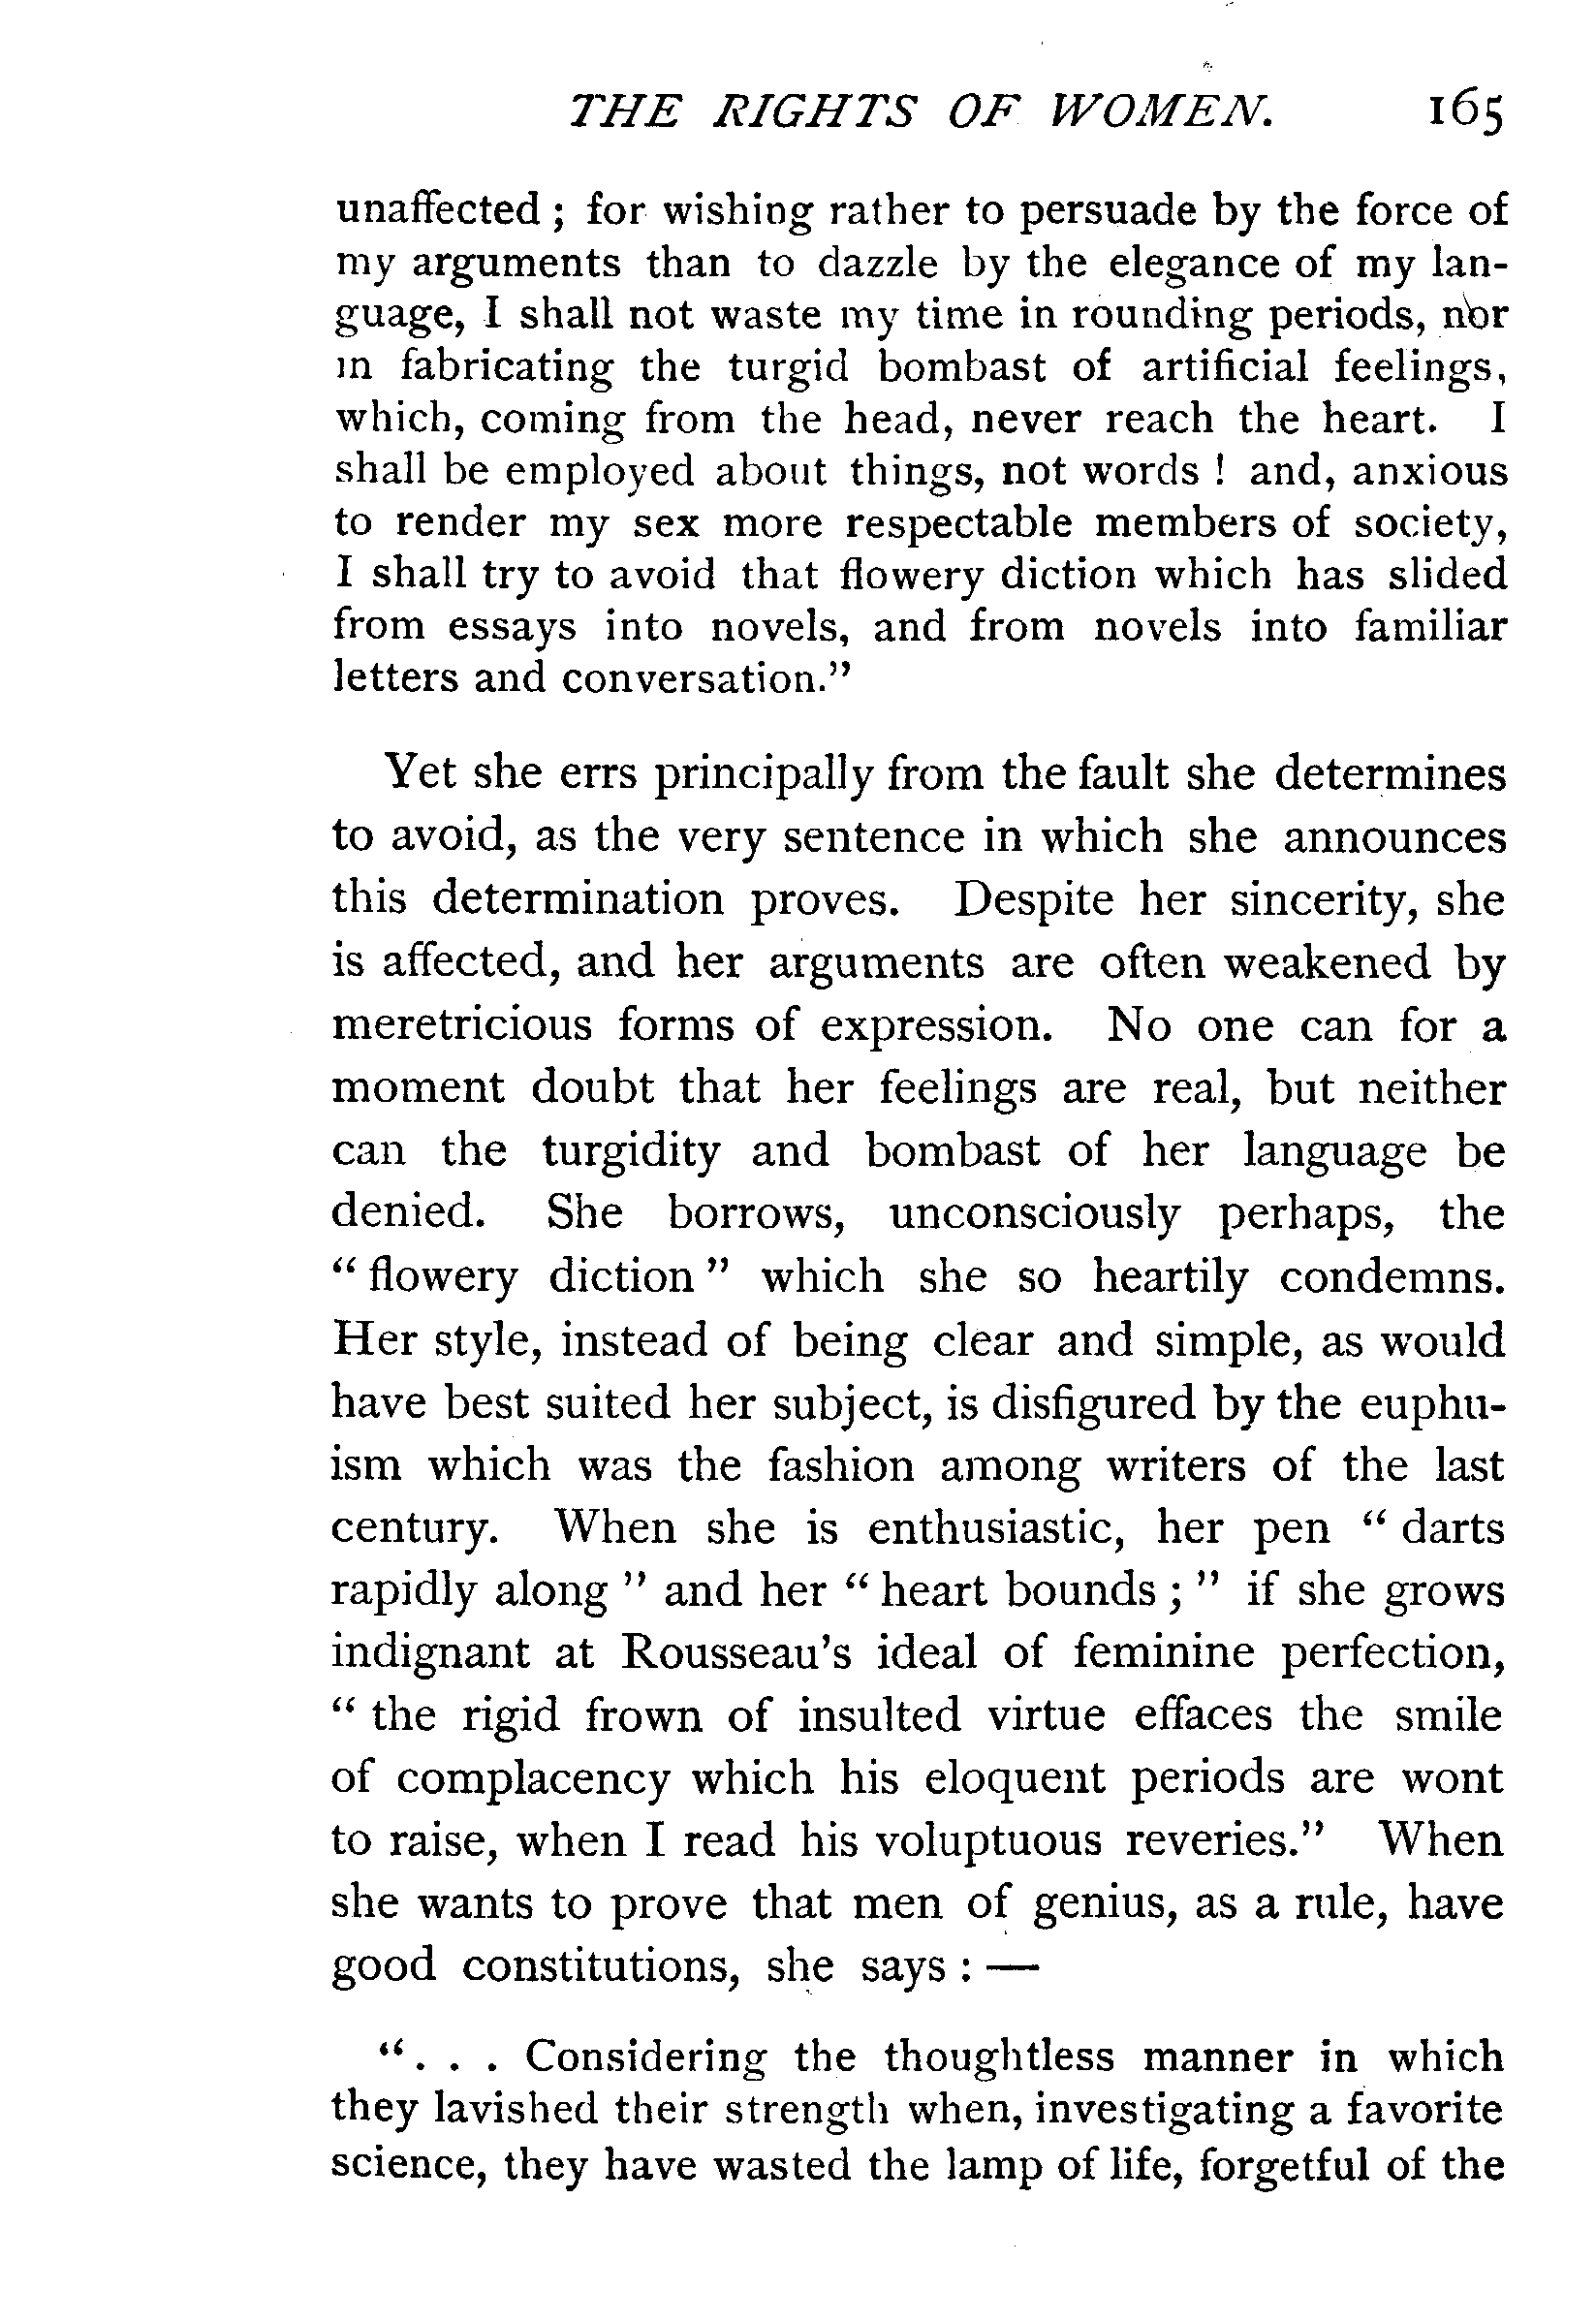 THE RIGHTS OF WOMEN. 165
unaffected ; for wishing rather to persuade by the force of
my arguments than to dazzle by the elegance of my lan-
guage, I shall not waste my time in rounding periods, nor
in fabricating the turgid bombast of artificial feelings,
which, coming from the head, never reach the heart. I
shall be employed about things, not words ! and, anxious
to render my sex more respectable members of society,
I shall try to avoid that flowery diction which has slided
from essays into novels, and from novels into familiar
letters and conversation."
Yet she errs principally from the fault she determines
to avoid, as the very sentence in which she announces
this determination proves. Despite her sincerity, she
is affected, and her arguments are often weakened by
meretricious forms of expression. No one can for a
moment doubt that her feelings are real, but neither
can the turgidity and bombast of her language be
denied. She borrows, unconsciously perhaps, the
" flowery diction " which she so heartily condemns.
Her style, instead of being clear and simple, as would
have best suited her subject, is disfigured by the euphu-
ism which was the fashion among writers of the last
century. When she is enthusiastic, her pen " darts
rapidly along " and her " heart bounds ; " if she grows
indignant at Rousseau's ideal of feminine perfection,
" the rigid frown of insulted virtue effaces the smile
of complacency which his eloquent periods are wont
to raise, when I read his voluptuous reveries." When
she wants to prove that men of genius, as a rule, have
good constitutions, she says : —
" . . . Considering the thoughtless manner in which
they lavished their strength when, investigating a favorite
science, they have wasted the lamp of life, forgetful of the